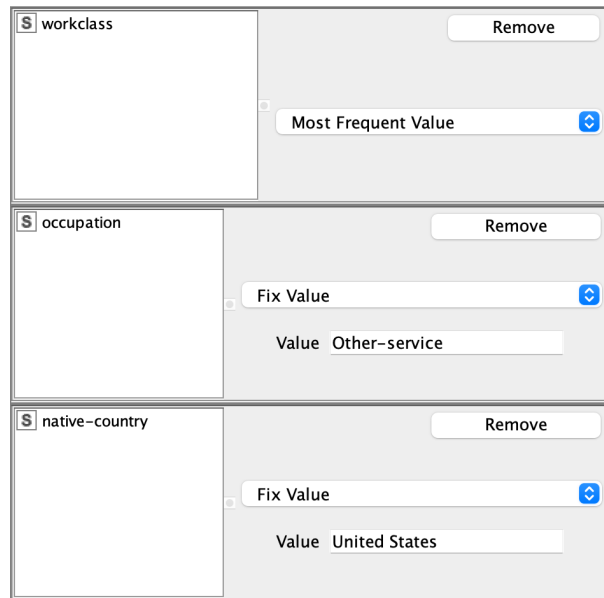 S workclass
Remove
Most Frequent Value
S occupation
Remove
Fix Value
Value Other-service
S native-country
Remove
Fix Value
Value United States